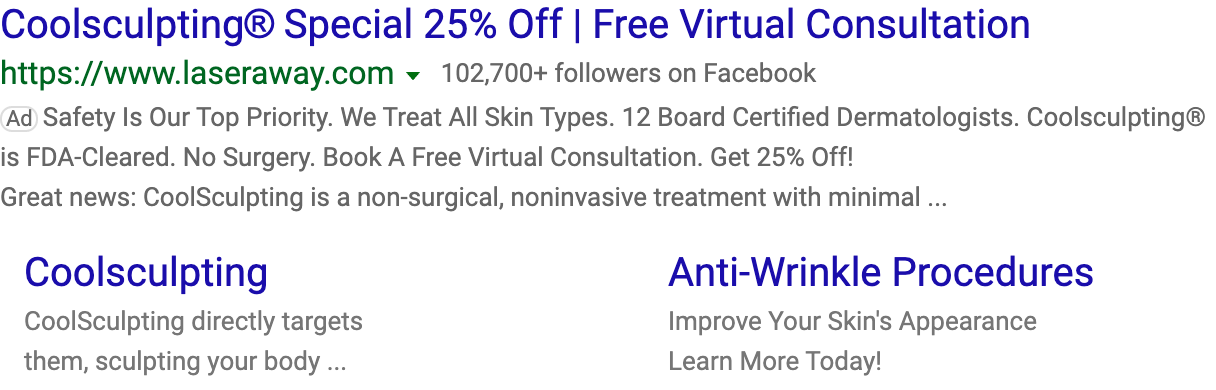 Coolsculpting® Special 25% Off | Free Virtual Consultation
https://www.laseraway.com 102,700+ followers on Facebook
Ad Safety Is Our Top Priority. We Treat All Skin Types. 12 Board Certified Dermatologists. Coolsculpting®
is FDA-Cleared. No Surgery. Book A Free Virtual Consultation. Get 25% Off!
Great news: CoolSculpting is a non-surgical, noninvasive treatment with minimal ...
Coolsculpting
CoolSculpting directly targets
them, sculpting your body ...
Anti-Wrinkle Procedures
Improve Your Skin's Appearance
Learn More Today!